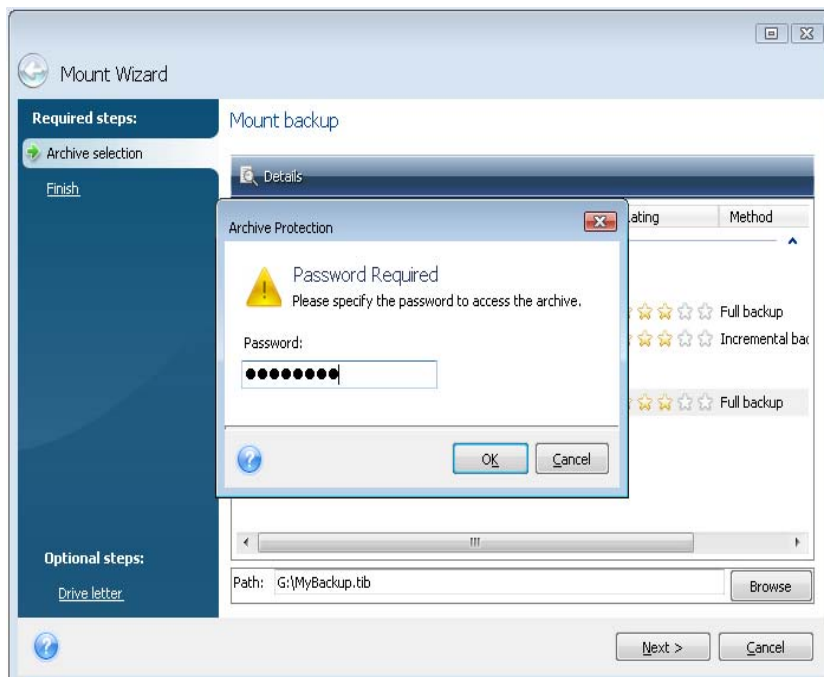 Mount Wizard
Required steps:
Archive selection
Finish
Optional steps:
Drive letter
Mount backup
Details
ating
Method
Full backup
Incremental bac
Full backup
Archive Protection
Password Required
Please specify the password to access the archive.
Password:
●●●●●●●●
OK
Cancel
Path: G:\MyBackup.tib
Browse
Next >
Cancel